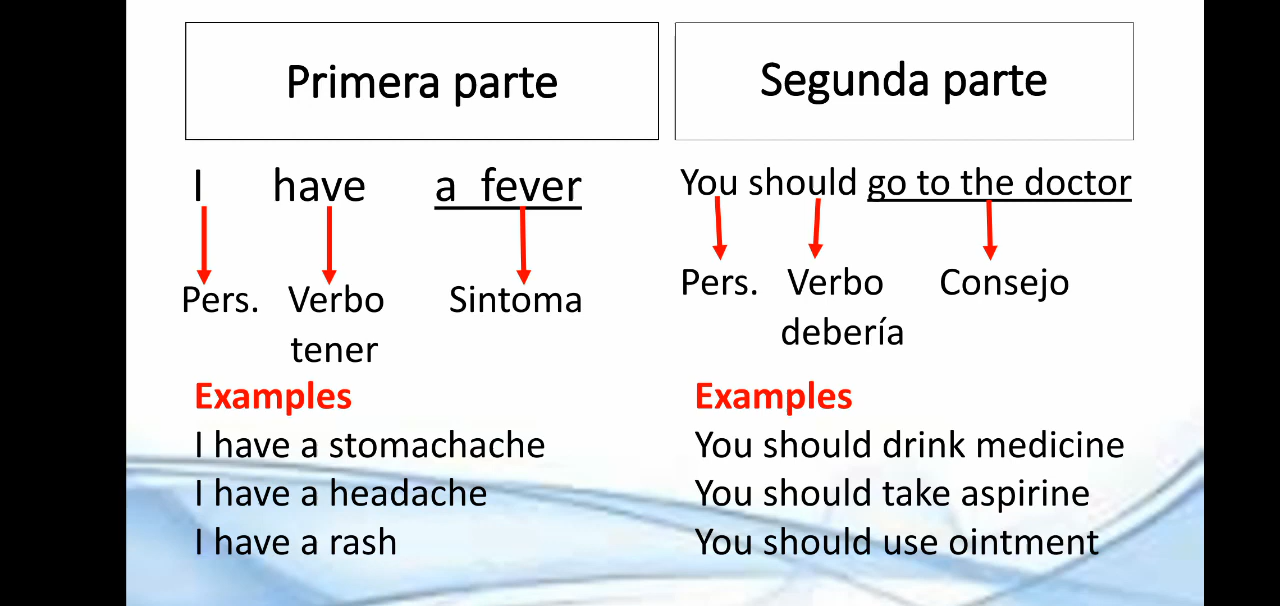 Primera parte
I have a fever
Pers. Verbo Sintoma
tener
Examples
I have a stomachache
I have a headache
I have a rash
Segunda parte
You should go to the doctor
Pers. Verbo Consejo
debería
Examples
You should drink medicine
You should take aspirine
You should use ointment